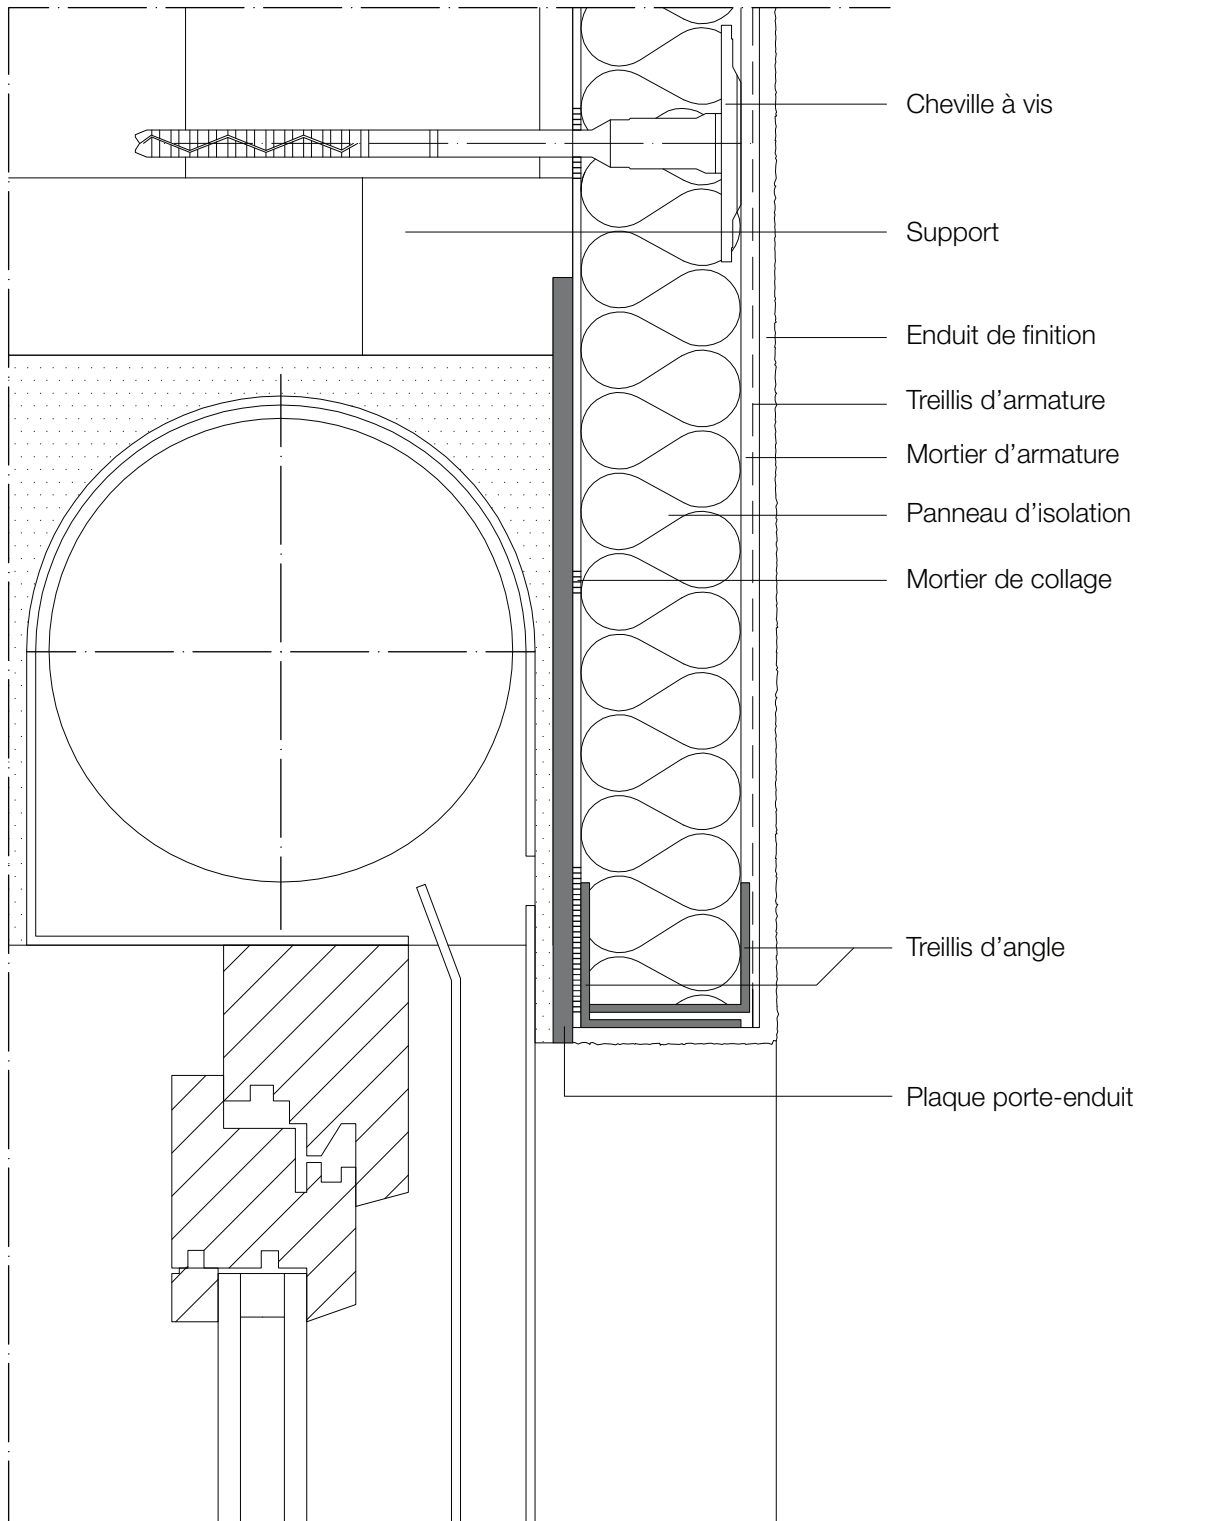 Cheville à vis
Support
Enduit de finition
Treillis d’armature
Mortier d’armature
Panneau d’isolation
Mortier de collage
Treillis d’angle
Plaque porte-enduit